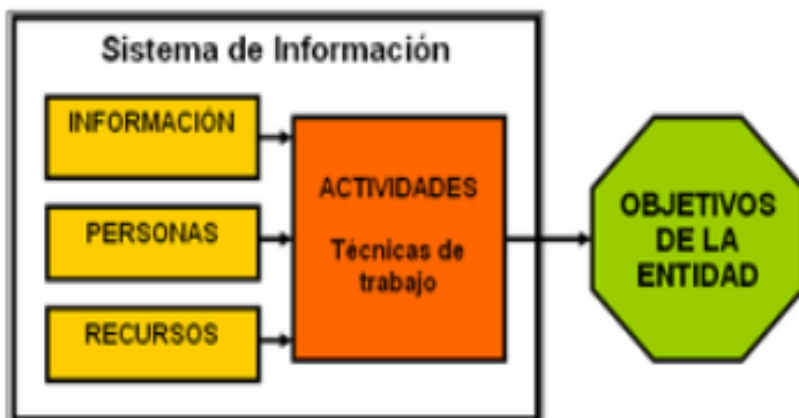 Sistema de Información
INFORMACIÓN
PERSONAS
RECURSOS
ACTIVIDADES
Técnicas de
trabajo
OBJETIVOS
DE LA
ENTIDAD